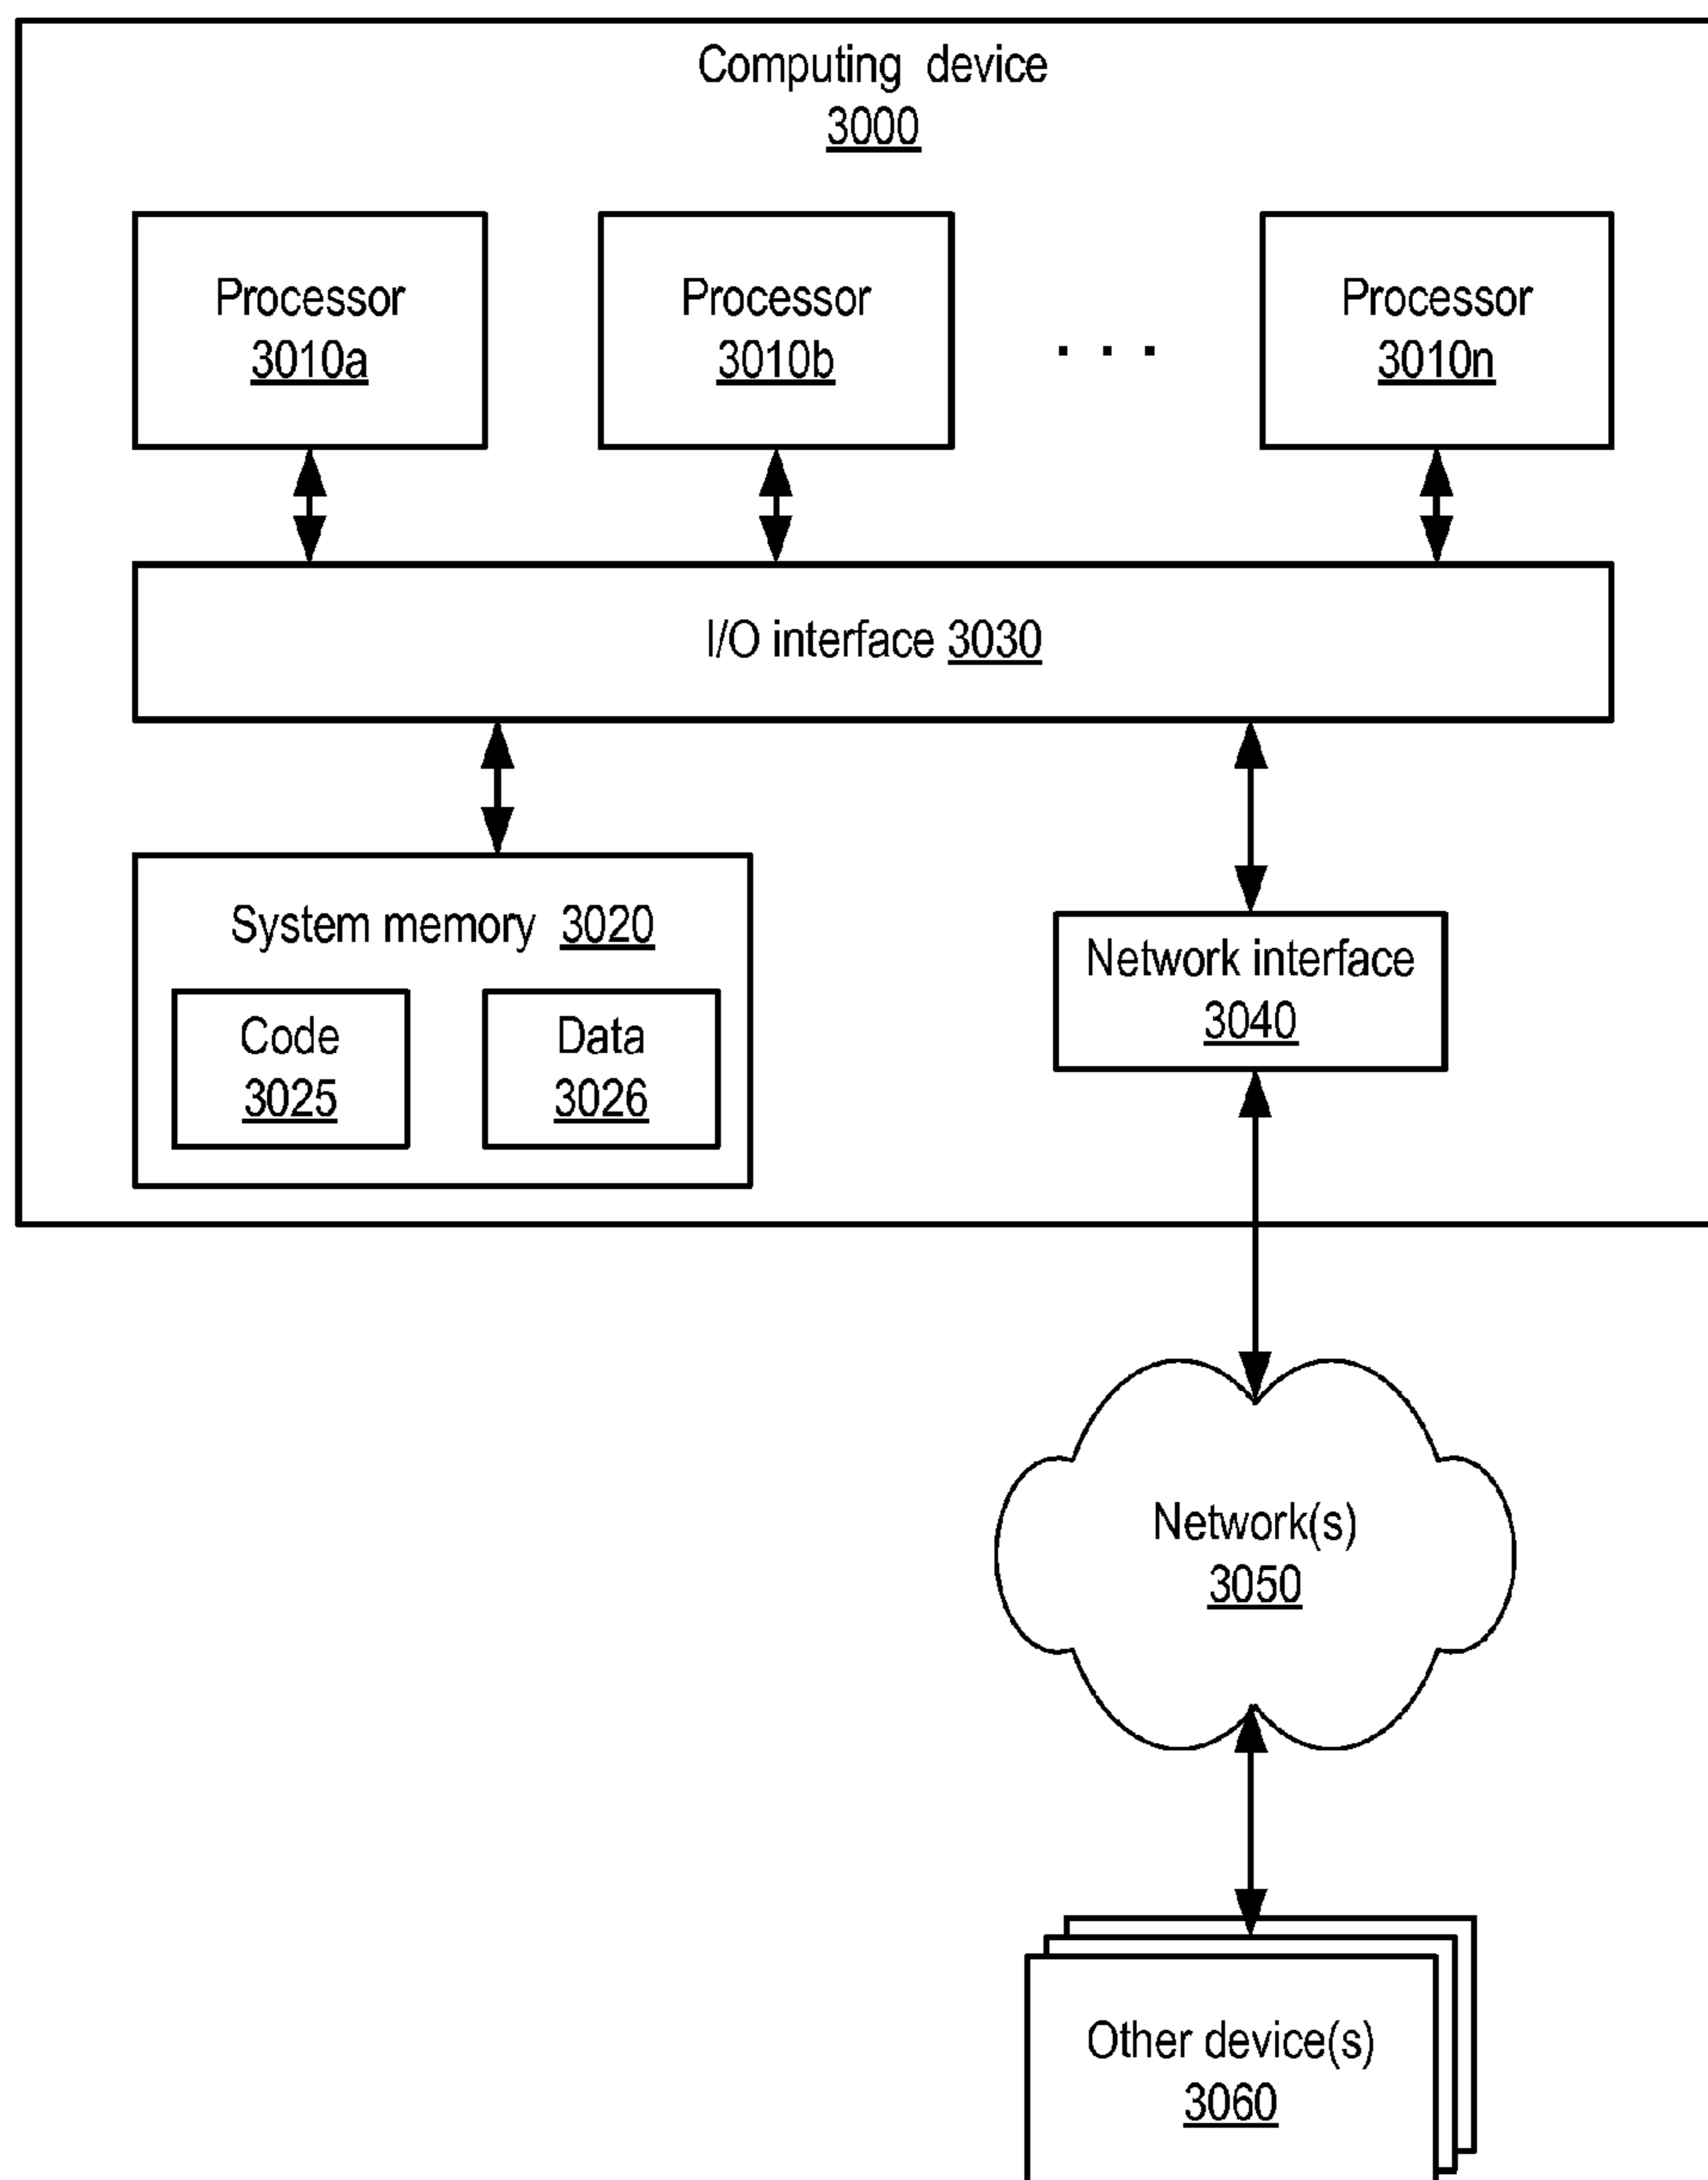 Computing device
3000
Processor
3010a
Processor
3010b
. . .
Processor
3010n
I/O interface 3030
System memory 3020
Code
3025
Data
3026
Network interface
3040
Network(s)
3050
Other device(s)
3060